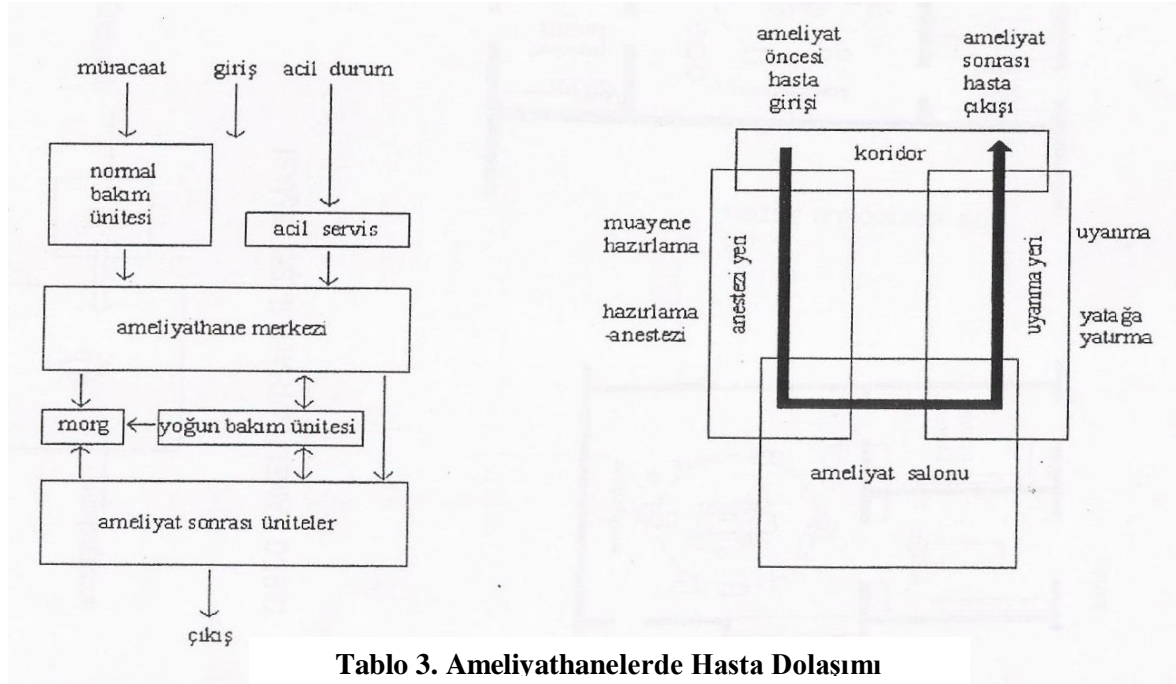 müracaat giriş acil durum
normal
bakım
ünitesi
acil servis
ameliyathane merkezi
morg
yoğun bakım ünitesi
ameliyat sonrası üniteler
çıkış
ameliyat
öncesi
hasta
girişi
ameliyat
sonrası
hasta
çıkışı
koridor
muayene
hazırlama
hazırlama
-anestezi
anestezi yeri
uyanma yeri
uyanma
yatağa
yatırma
ameliyat salonu
Tablo 3. Ameliyathanelerde Hasta Dolaşımı